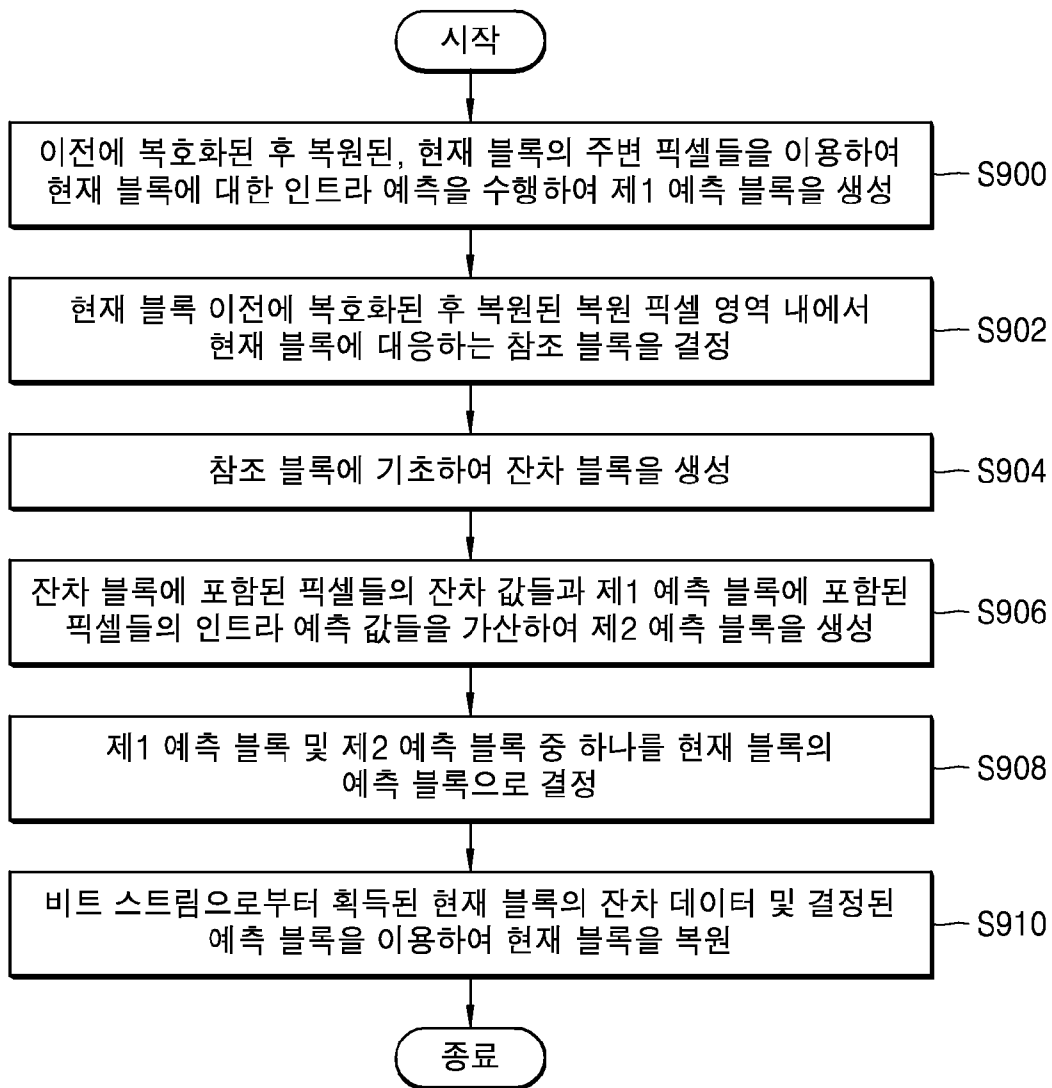 시작
이전에 복호화된 후 복원된, 현재 블록의 주변 픽셀들을 이용하여
현재 블록에 대한 인트라 예측을 수행하여 제1 예측 블록을 생성
S900
현재 블록 이전에 복호화된 후 복원된 복원 픽셀 영역 내에서
현재 블록에 대응하는 참조 블록을 결정
S902
참조 블록에 기초하여 잔차 블록을 생성
S904
잔차 블록에 포함된 픽셀들의 잔차 값들과 제1 예측 블록에 포함된
픽셀들의 인트라 예측 값들을 가산하여 제2 예측 블록을 생성
S906
제1 예측 블록 및 제2 예측 블록 중 하나를 현재 블록의
예측 블록으로 결정
S908
비트 스트림으로부터 획득된 현재 블록의 잔차 데이터 및 결정된
예측 블록을 이용하여 현재 블록을 복원
S910
종료